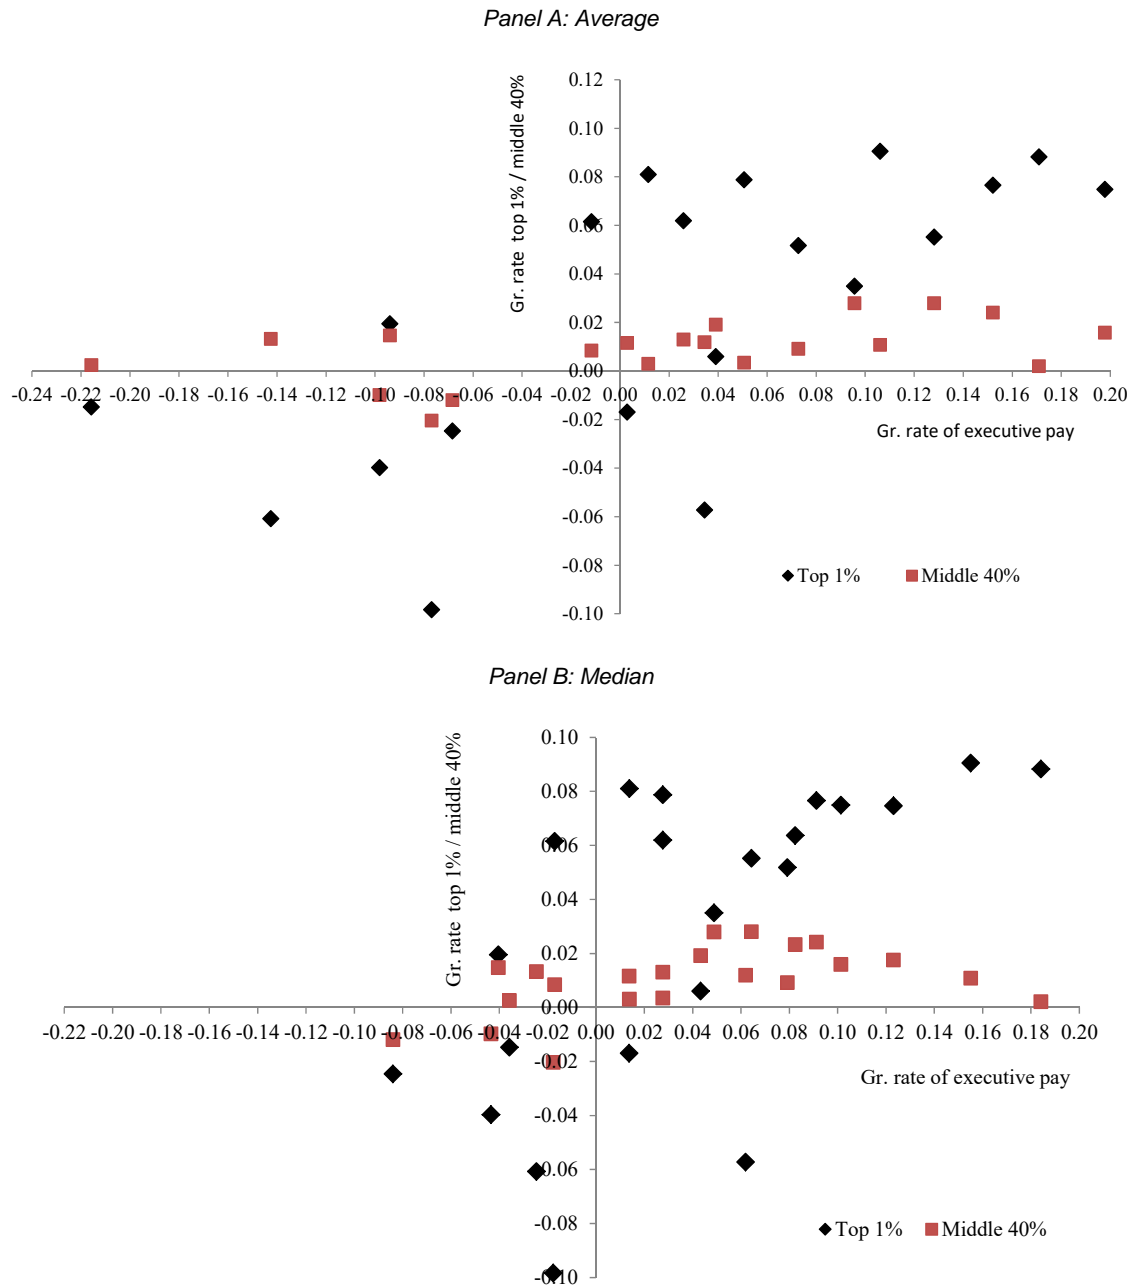 Panel A: Average
Gr. rate top 1% / middle 40%
0.12
0.10
0.08
0.06
0.04
0.02
0.00
-0.24 -0.22 -0.20 -0.18 -0.16 -0.14 -0.12 -0.10 -0.08 -0.06 -0.04 -0.02 0.00 0.02 0.04 0.06 0.08 0.10 0.12 0.14 0.16 0.18 0.20
-0.02
Gr. rate of executive pay
-0.04
-0.06
-0.08
-0.10
Top 1% Middle 40%
Panel B: Median
Gr. rate top 1% / middle 40%
0.10
0.08
0.06
0.04
0.02
0.00
-0.22 -0.20 -0.18 -0.16 -0.14 -0.12 -0.10 -0.08 -0.06 -0.04 -0.02 0.00 0.02 0.04 0.06 0.08 0.10 0.12 0.14 0.16 0.18 0.20
-0.02
Gr. rate of executive pay
-0.04
-0.06
-0.08
-0.10
Top 1% Middle 40%